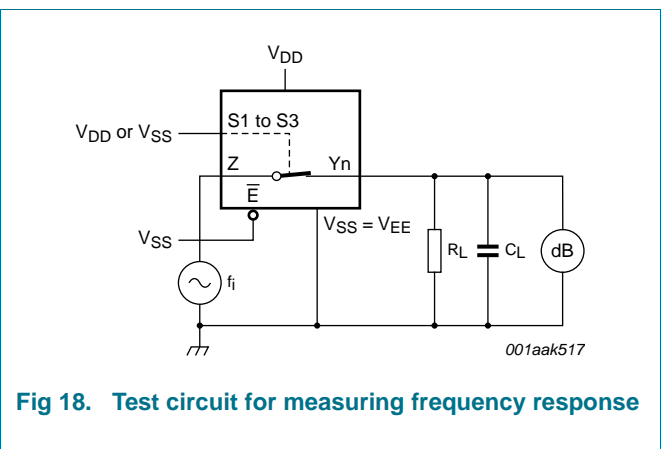 VDD
S1 to S3
VDD or VSS
Z
Yn
E̅
VSS = VEE
VSS
RL
CL
dB
fi
001aak517
Fig 18. Test circuit for measuring frequency response